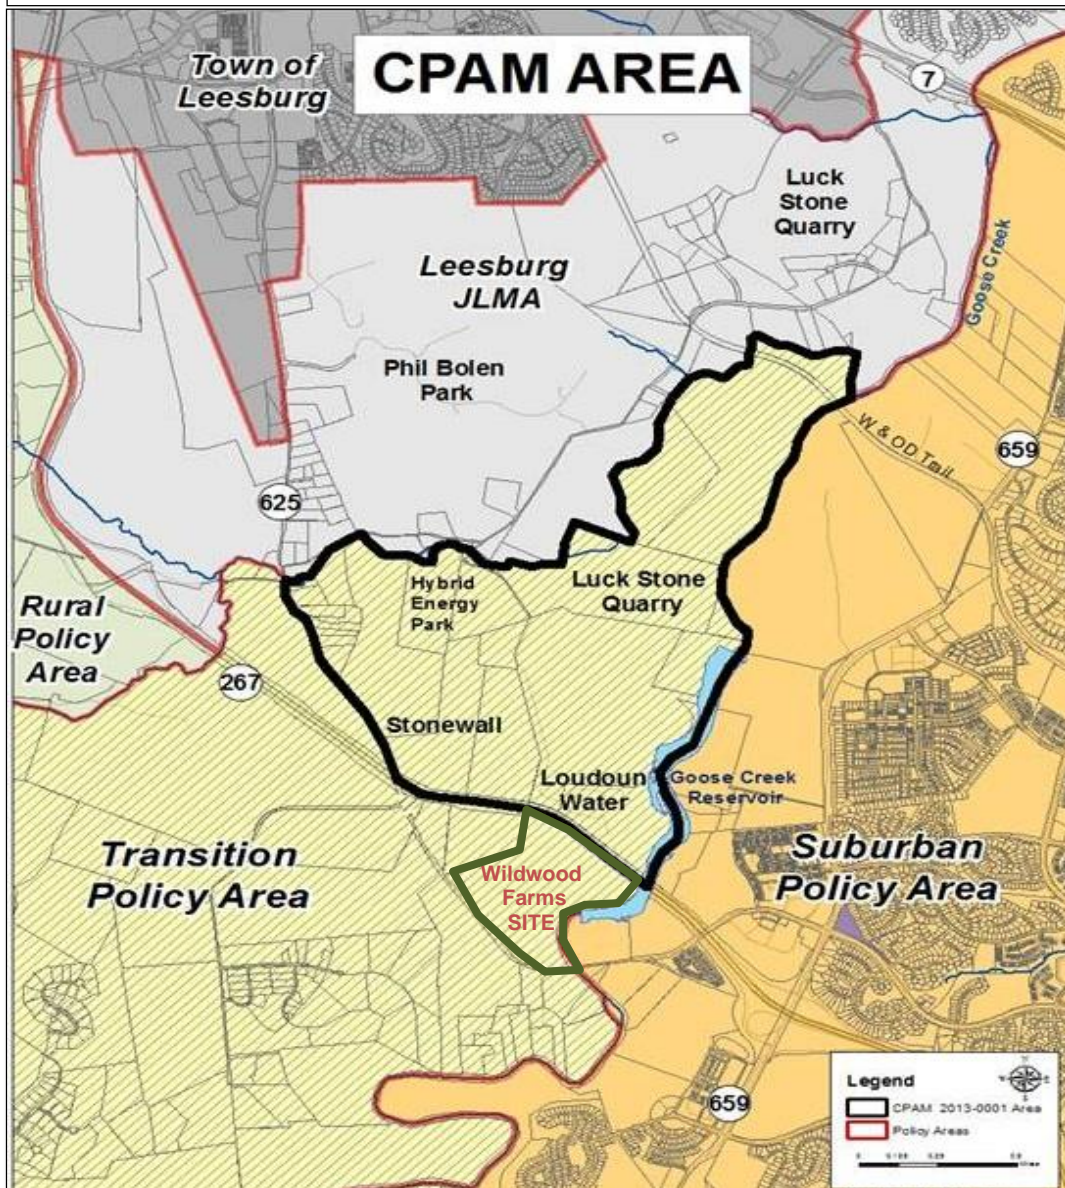 CPAM AREA
Town of
Leesburg
7
Luck
Stone
Quarry
Goose Creek
Leesburg
JLMA
Phil Bolen
Park
W & OD Trail
659
625
Hybrid
Energy
Park
Luck Stone
Quarry
Rural
Policy
Area
267
Stonewall
Loudoun
Water
Goose Creek
Reservoir
Transition
Policy Area
Suburban
Policy Area
Wildwood
Farms
SITE
659
Legend
CPAM 2013-0001 Area
Policy Areas
0